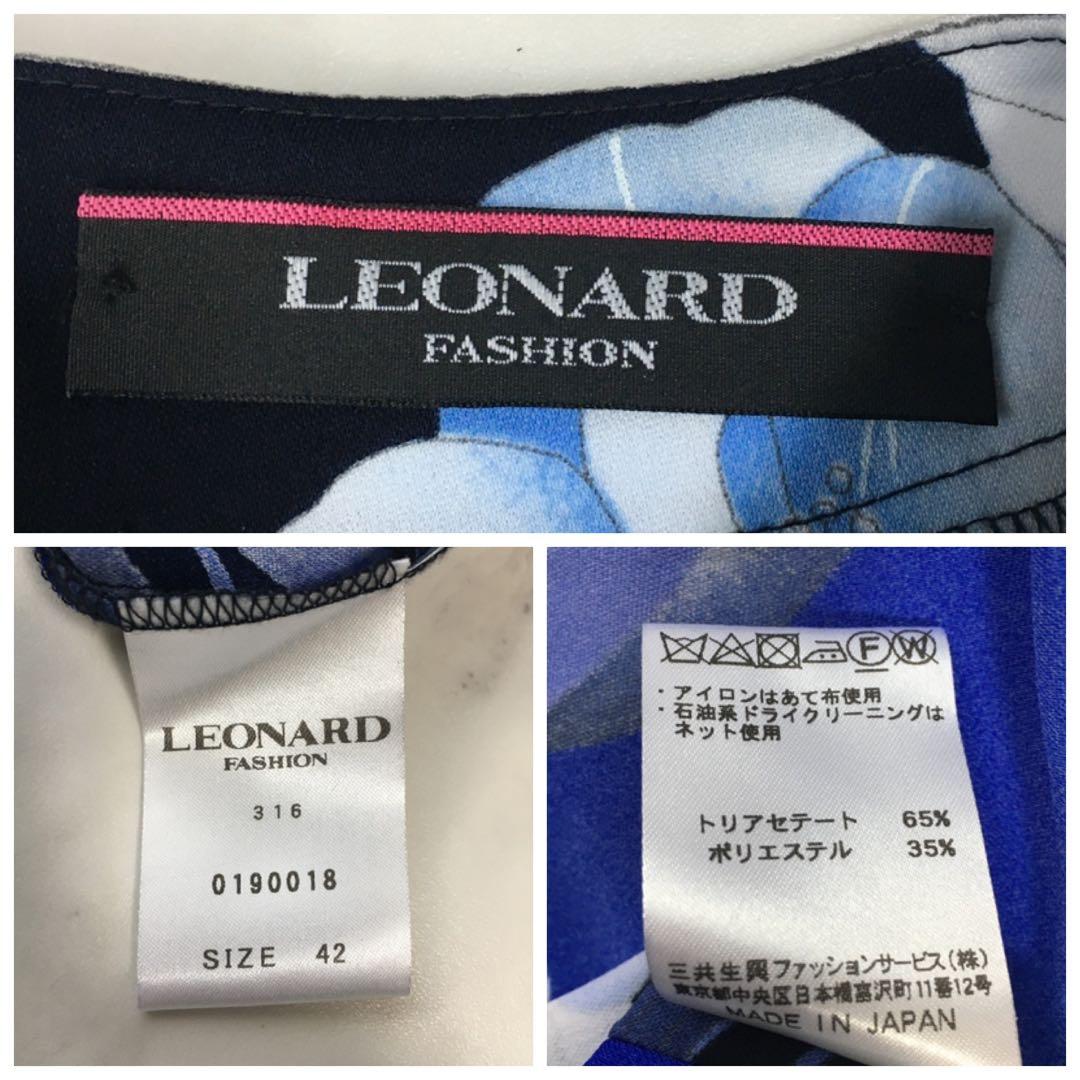 LEONARD
FASHION
LEONARD
FASHION
316
0190018
SIZE 42
F W
・アイロンはあて布使用
・石油系ドライクリーニングは
ネット使用
トリアセテート 65%
ポリエステル 35%
三共生興ファッションサービス(株)
東京都中央区日本橋富沢町11番12号
MADE IN JAPAN